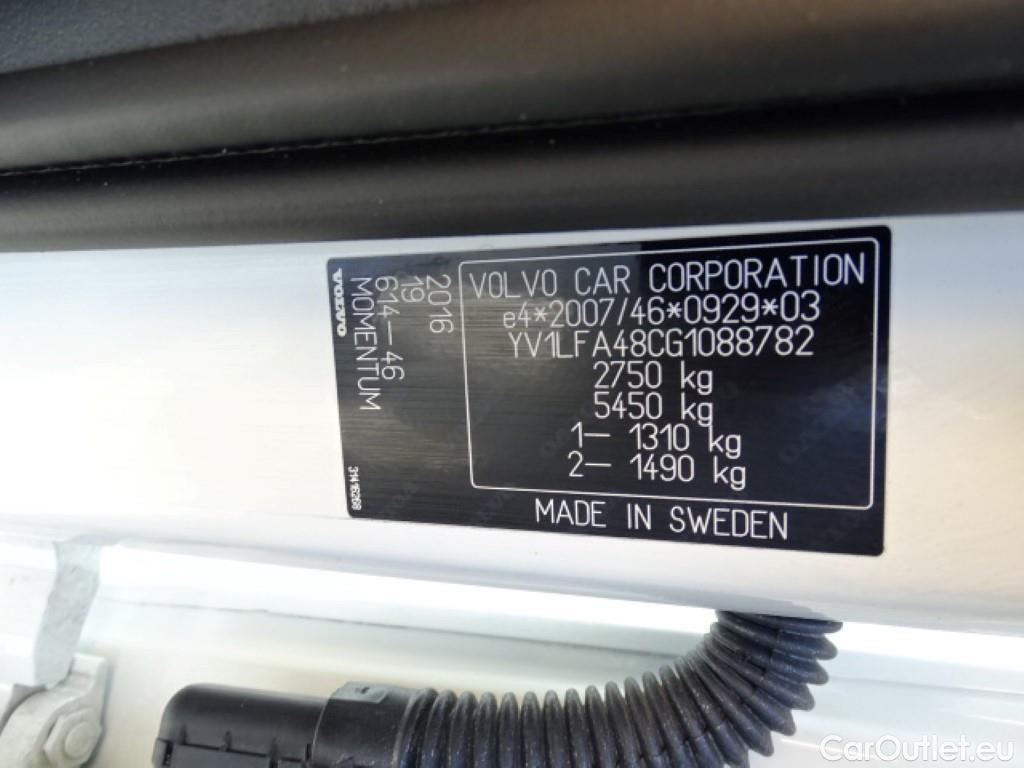 VOLVO CAR CORPORATION
e4*2007/46*0929*03
YV1LFA48CG1088782
2750 kg
5450 kg
1– 1310 kg
2– 1490 kg
MADE IN SWEDEN
2016
19
614–46
MOMENTUM
VOLVO
31416268
CarOutlet.eu